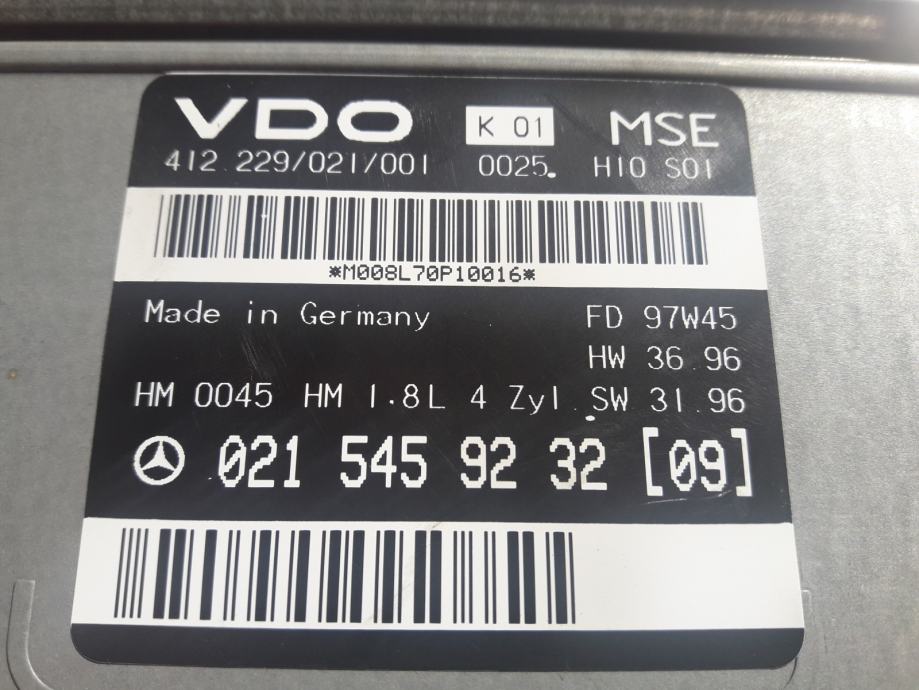 VDO K 01 MSE
412 229/021/001 0025. H10 S01
*M008L70P10016*
Made in Germany FD 97W45
HW 36 96
HM 0045 HM 1.8L 4 Zyl. SW 31 96
021 545 92 32 [09]